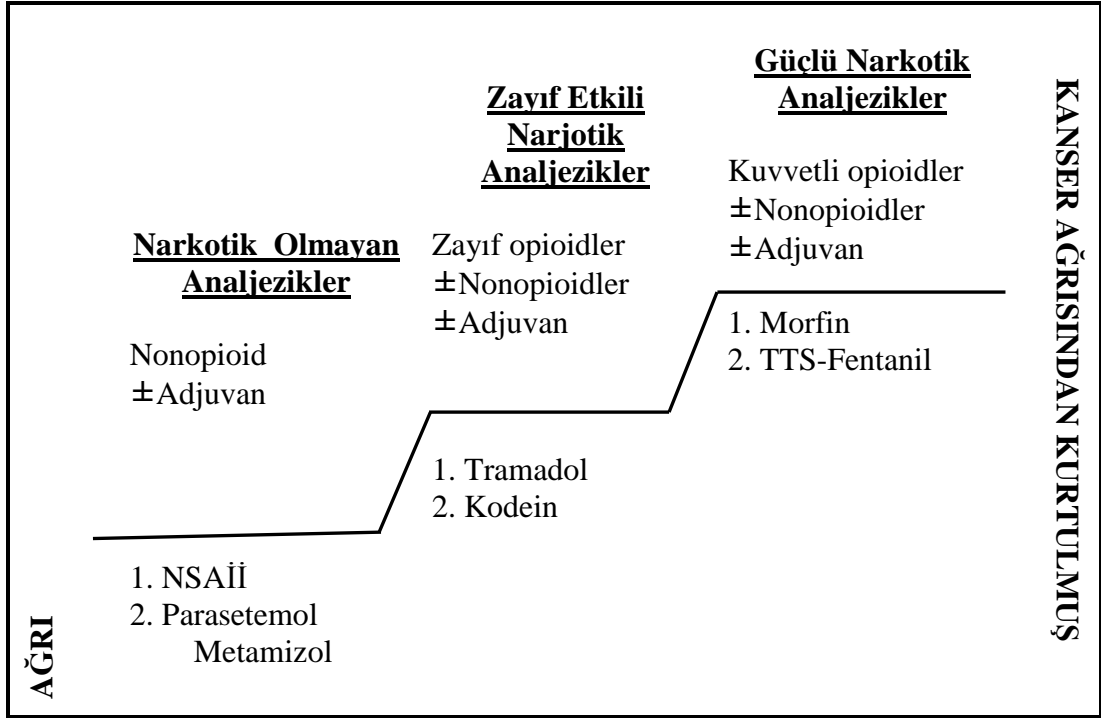 Narkotik Olmayan
Analjezikler
Nonopioid
±Adjuvan
1. NSAİİ
2. Parasetemol
Metamizol
Zayıf Etkili
Narjotik
Analjezikler
Zayıf opioidler
±Nonopioidler
±Adjuvan
1. Tramadol
2. Kodein
Güçlü Narkotik
Analjezikler
Kuvvetli opioidler
±Nonopioidler
±Adjuvan
1. Morfin
2. TTS-Fentanil
AĞRI
KANSER AĞRISINDAN KURTULMUŞ